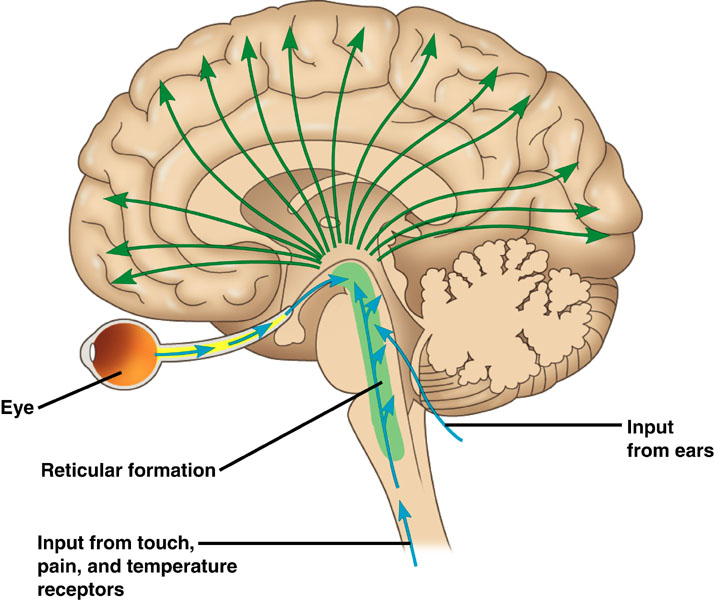 Eye
Input
from ears
Reticular formation
Input from touch,
pain, and temperature
receptors